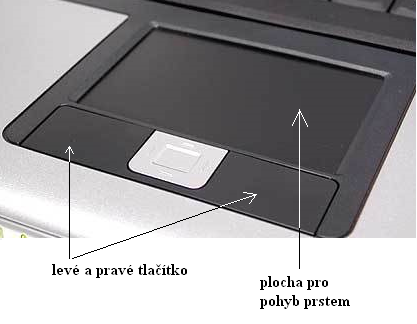 levé a pravé tlačítko
plocha pro
pohyb prstem